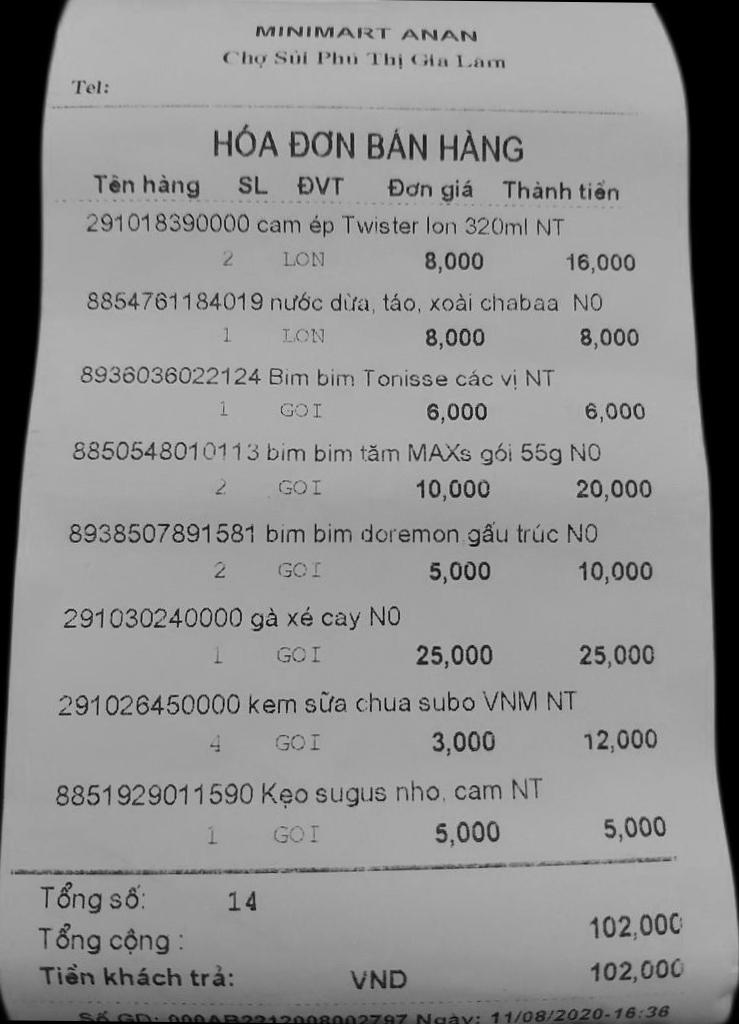 MINIMART ANAN
Chợ Sủi Phú Thị Gia Lâm
Tel:
HÓA ĐƠN BÁN HÀNG
Tên hàng SL ĐVT Đơn giá Thành tiền
291018390000 cam ép Twister lon 320ml NT
2 LON 8,000 16,000
8854761184019 nước dừa, táo, xoài chabaa N0
1 LON 8,000 8,000
8936036022124 Bim bim Tonisse các vị NT
1 GOI 6,000 6,000
8850548010113 bim bim tăm MAXs gói 55g N0
2 GOI 10,000 20,000
8938507891581 bim bim doremon gấu trúc N0
2 GOI 5,000 10,000
291030240000 gà xé cay N0
1 GOI 25,000 25,000
291026450000 kem sữa chua subo VNM NT
4 GOI 3,000 12,000
8851929011590 Kẹo sugus nho, cam NT
1 GOI 5,000 5,000
Tổng số: 14
Tổng cộng : 102,000
Tiền khách trả: VND 102,000
Số GD: 000AB2212008002797 Ngày: 11/08/2020-16:36